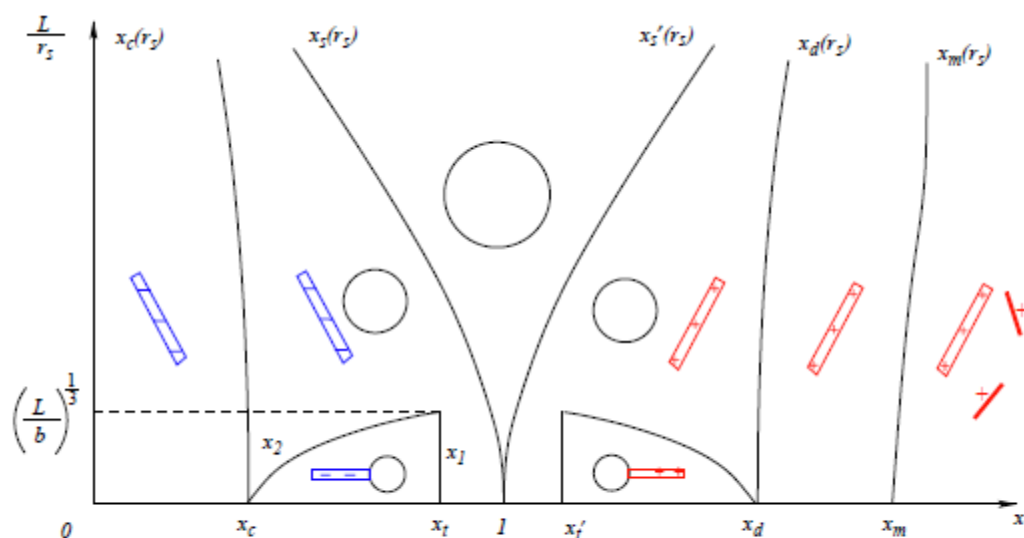 L
r_s
x_c(r_s)
x_s(r_s)
x_s'(r_s)
x_d(r_s)
x_m(r_s)
(L/b)^1/3
x_2
x_1
0
x_c
x_t
1
x_t'
x_d
x_m
x